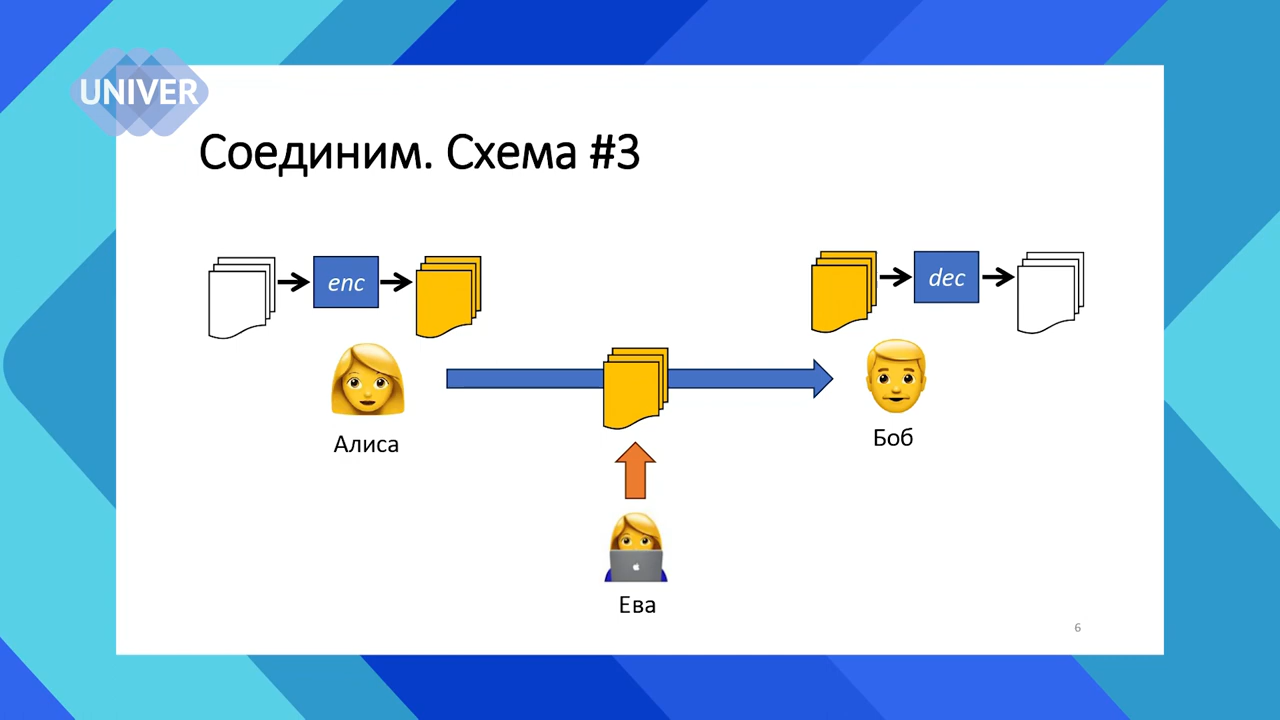 UNIVER
Соединим. Схема #3
enc
dec
Алиса
Боб
Ева
6